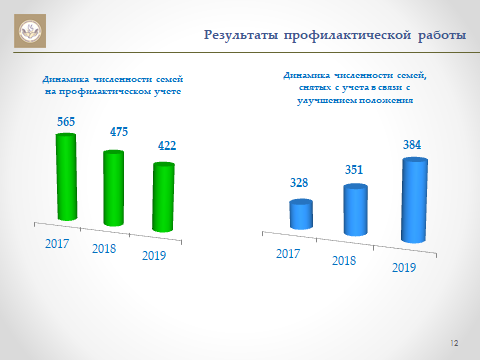 Результаты профилактической работы
Динамика численности семей
на профилактическом учете
565
475
422
2017
2018
2019
Динамика численности семей,
снятых с учета в связи с
улучшением положения
328
351
384
2017
2018
2019
12